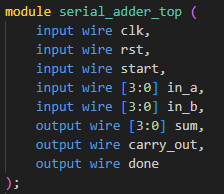 module serial_adder_top (
    input wire clk,
    input wire rst,
    input wire start,
    input wire [3:0] in_a,
    input wire [3:0] in_b,
    output wire [3:0] sum,
    output wire carry_out,
    output wire done
);